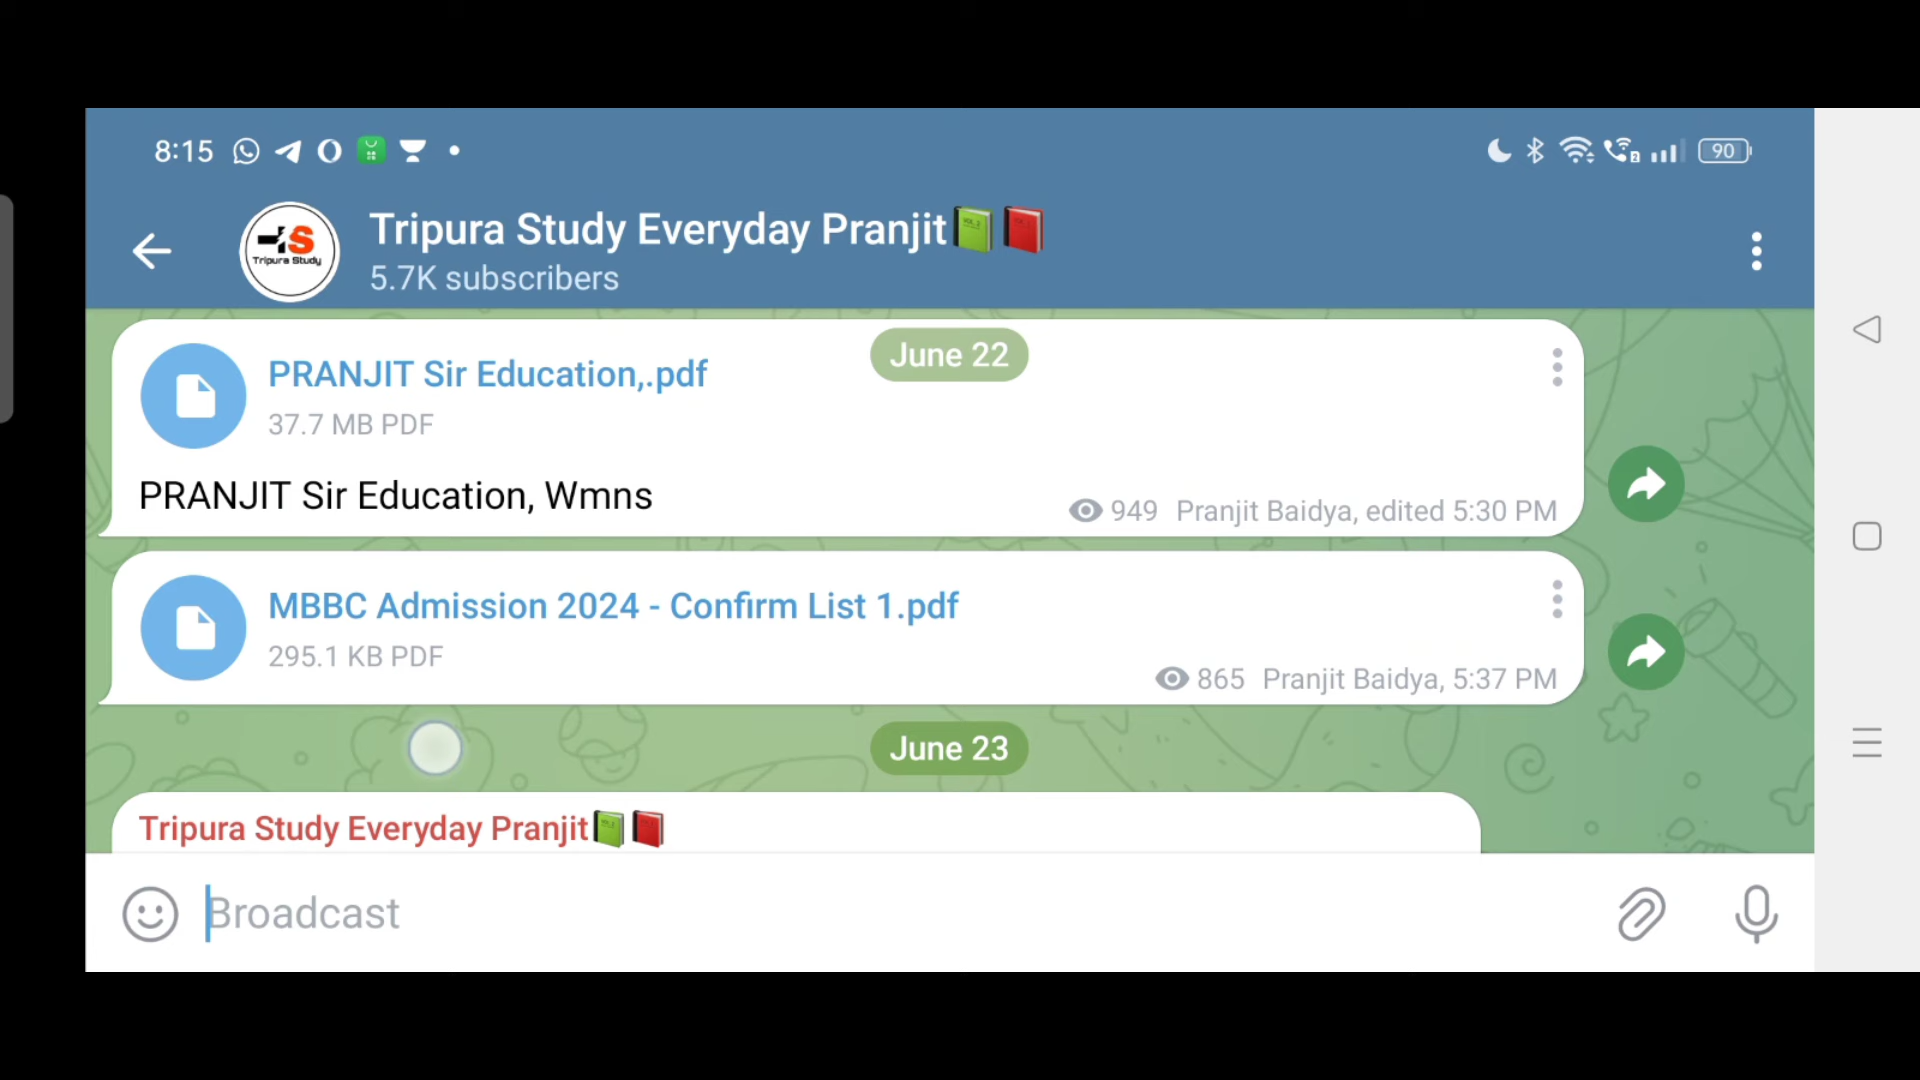 8:15
90
Tripura Study Everyday Pranjit📗📕
5.7K subscribers
Tripura Study
June 22
PRANJIT Sir Education,.pdf
37.7 MB PDF
PRANJIT Sir Education, Wmns
949 Pranjit Baidya, edited 5:30 PM
MBBC Admission 2024 - Confirm List 1.pdf
295.1 KB PDF
865 Pranjit Baidya, 5:37 PM
June 23
Tripura Study Everyday Pranjit📗📕
Broadcast